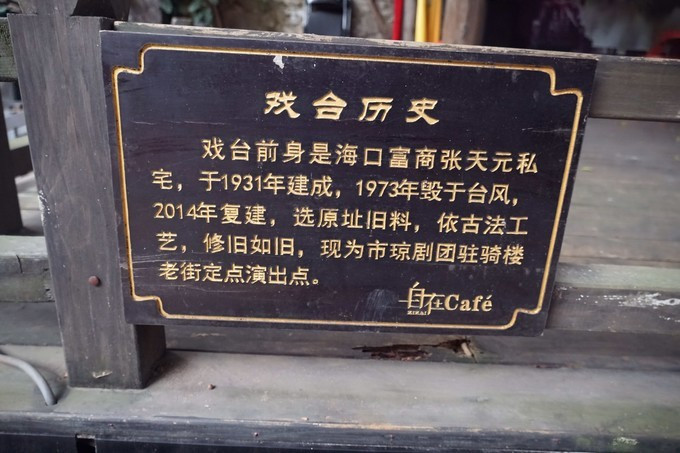 戏台历史
戏台前身是海口富商张天元私
宅，于1931年建成，1973年毁于台风，
2014年复建，选原址旧料，依古法工
艺，修旧如旧，现为市琼剧团驻骑楼
老街定点演出点。
自在Café
ZIZAI